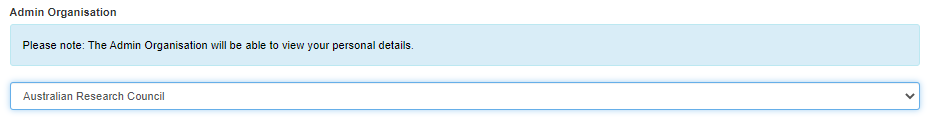 Admin Organisation
Please note: The Admin Organisation will be able to view your personal details.
Australian Research Council